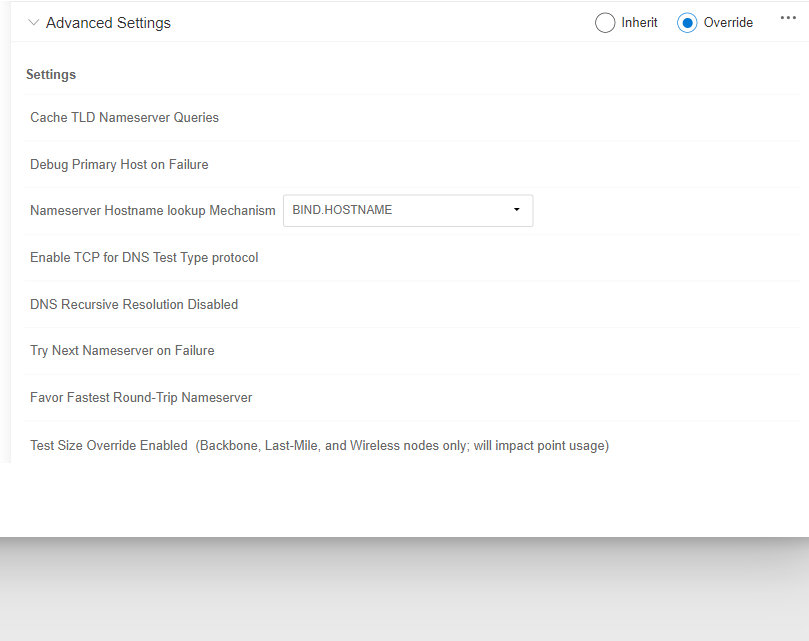 Advanced Settings Inherit Override
Settings
Cache TLD Nameserver Queries
Debug Primary Host on Failure
Nameserver Hostname lookup Mechanism BIND.HOSTNAME
Enable TCP for DNS Test Type protocol
DNS Recursive Resolution Disabled
Try Next Nameserver on Failure
Favor Fastest Round-Trip Nameserver
Test Size Override Enabled (Backbone, Last-Mile, and Wireless nodes only; will impact point usage)